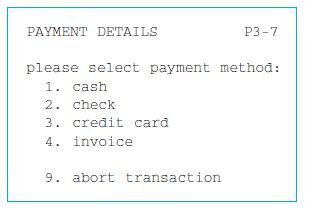 PAYMENT DETAILS P3-7
please select payment method:
1. cash
2. check
3. credit card
4. invoice
9. abort transaction